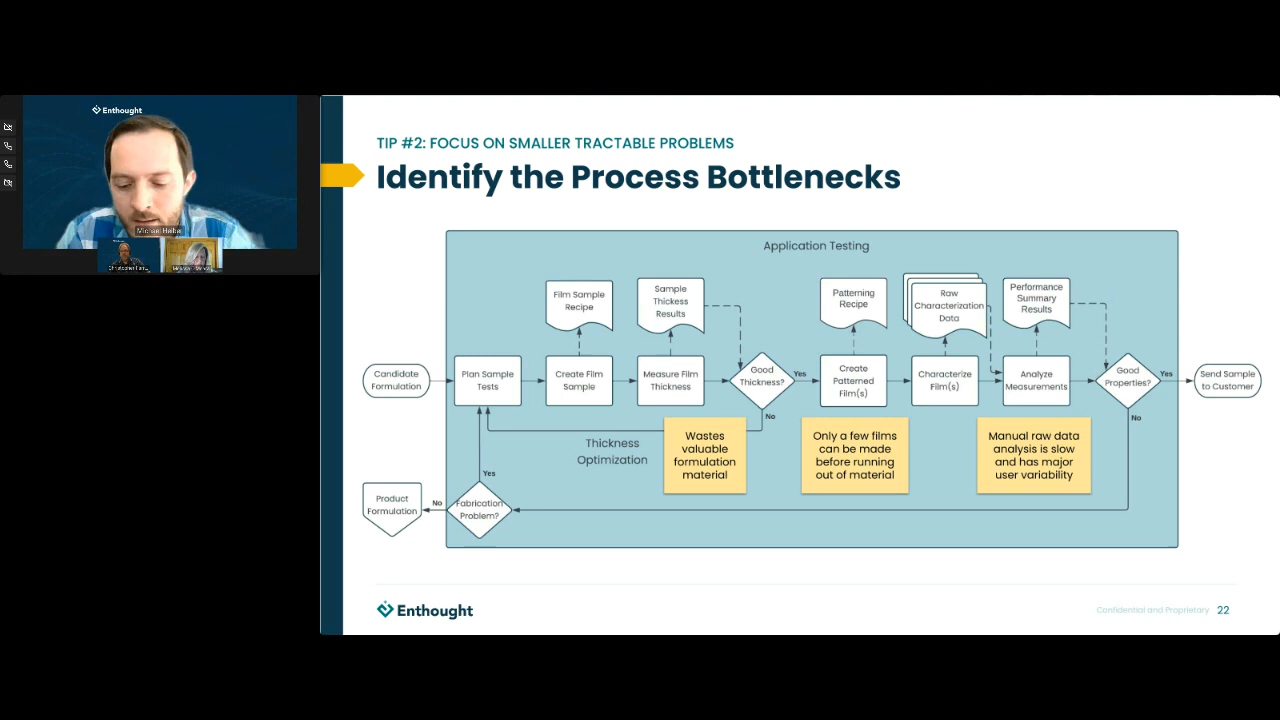 Enthought
Michael Heiber
TIP #2: FOCUS ON SMALLER TRACTABLE PROBLEMS
Identify the Process Bottlenecks
Application Testing
Film Sample
Recipe
Sample
Thickess
Results
Patterning
Recipe
Raw
Characterization
Data
Performance
Summary
Results
Candidate
Formulation
Plan Sample
Tests
Create Film
Sample
Measure Film
Thickness
Good
Thickness?
Yes
No
Create
Patterned
Film(s)
Characterize
Film(s)
Analyze
Measurements
Good
Properties?
Yes
No
Send Sample
to Customer
Thickness
Optimization
Wastes
valuable
formulation
material
Only a few films
can be made
before running
out of material
Manual raw data
analysis is slow
and has major
user variability
Yes
Fabrication
Problem?
No
Product
Formulation
Enthought
Confidential and Proprietary 22